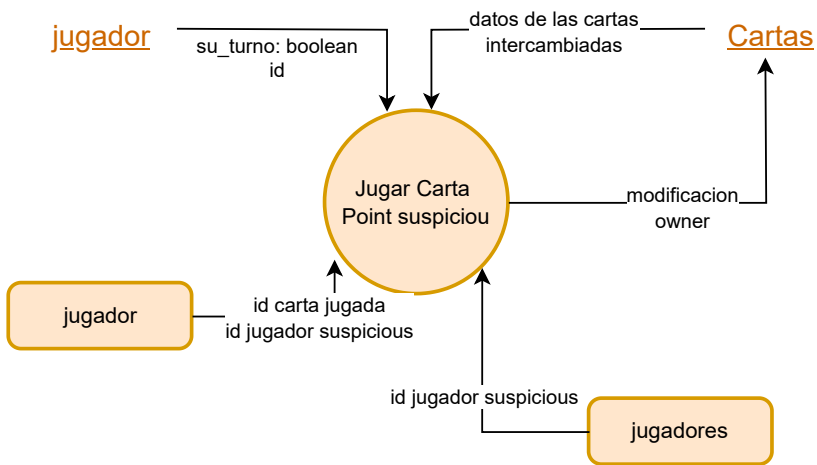 jugador
su_turno: boolean
id
datos de las cartas
intercambiadas
Cartas
Jugar Carta
Point suspiciou
modificacion
owner
jugador
id carta jugada
id jugador suspicious
id jugador suspicious
jugadores